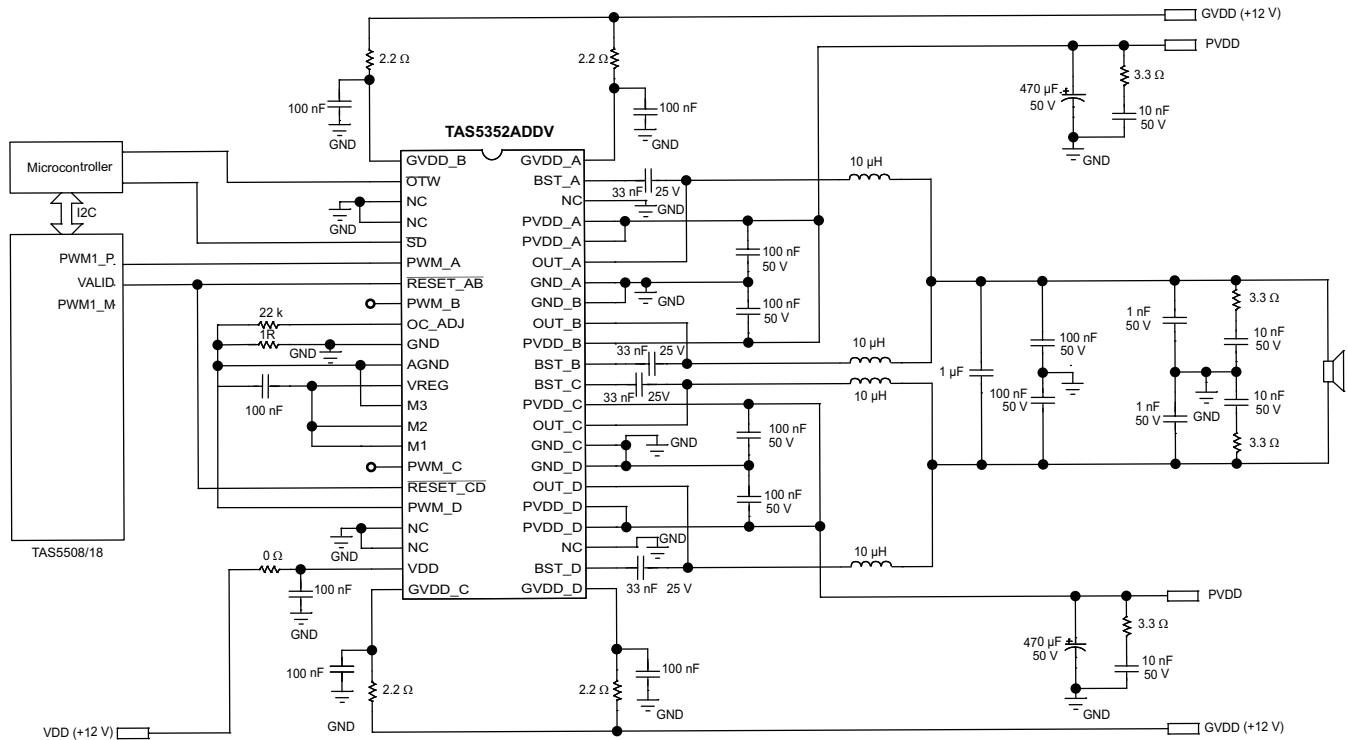 GVDD (+12 V)
PVDD
2.2 Ω
2.2 Ω
3.3 Ω
470 µF
50 V
10 nF
50 V
100 nF
GND
100 nF
GND
GND
TAS5352ADDV
Microcontroller
I2C
PWM1_P
VALID
PWM1_M
TAS5508/18
GVDD_B
OTW
NC
NC
SD
PWM_A
RESET_AB
PWM_B
OC_ADJ
GND
AGND
VREG
M3
M2
M1
PWM_C
RESET_CD
PWM_D
NC
NC
VDD
GVDD_C
GVDD_A
BST_A
NC
PVDD_A
PVDD_A
OUT_A
GND_A
GND_B
OUT_B
PVDD_B
BST_B
BST_C
PVDD_C
OUT_C
GND_C
GND_D
OUT_D
PVDD_D
PVDD_D
NC
BST_D
GVDD_D
GND
22 k
1R
GND
100 nF
GND
0 Ω
100 nF
GND
33 nF 25 V
GND
10 µH
100 nF
50 V
GND
100 nF
50 V
33 nF 25 V
10 µH
33 nF 25V
10 µH
100 nF
50 V
GND
100 nF
50 V
GND
33 nF 25 V
10 µH
1 µF
100 nF
50 V
100 nF
50 V
1 nF
50 V
3.3 Ω
10 nF
50 V
GND
1 nF
50 V
10 nF
50 V
3.3 Ω
PVDD
3.3 Ω
470 µF
50 V
10 nF
50 V
GND
100 nF
2.2 Ω
GND
2.2 Ω
100 nF
GND
VDD (+12 V)
GVDD (+12 V)